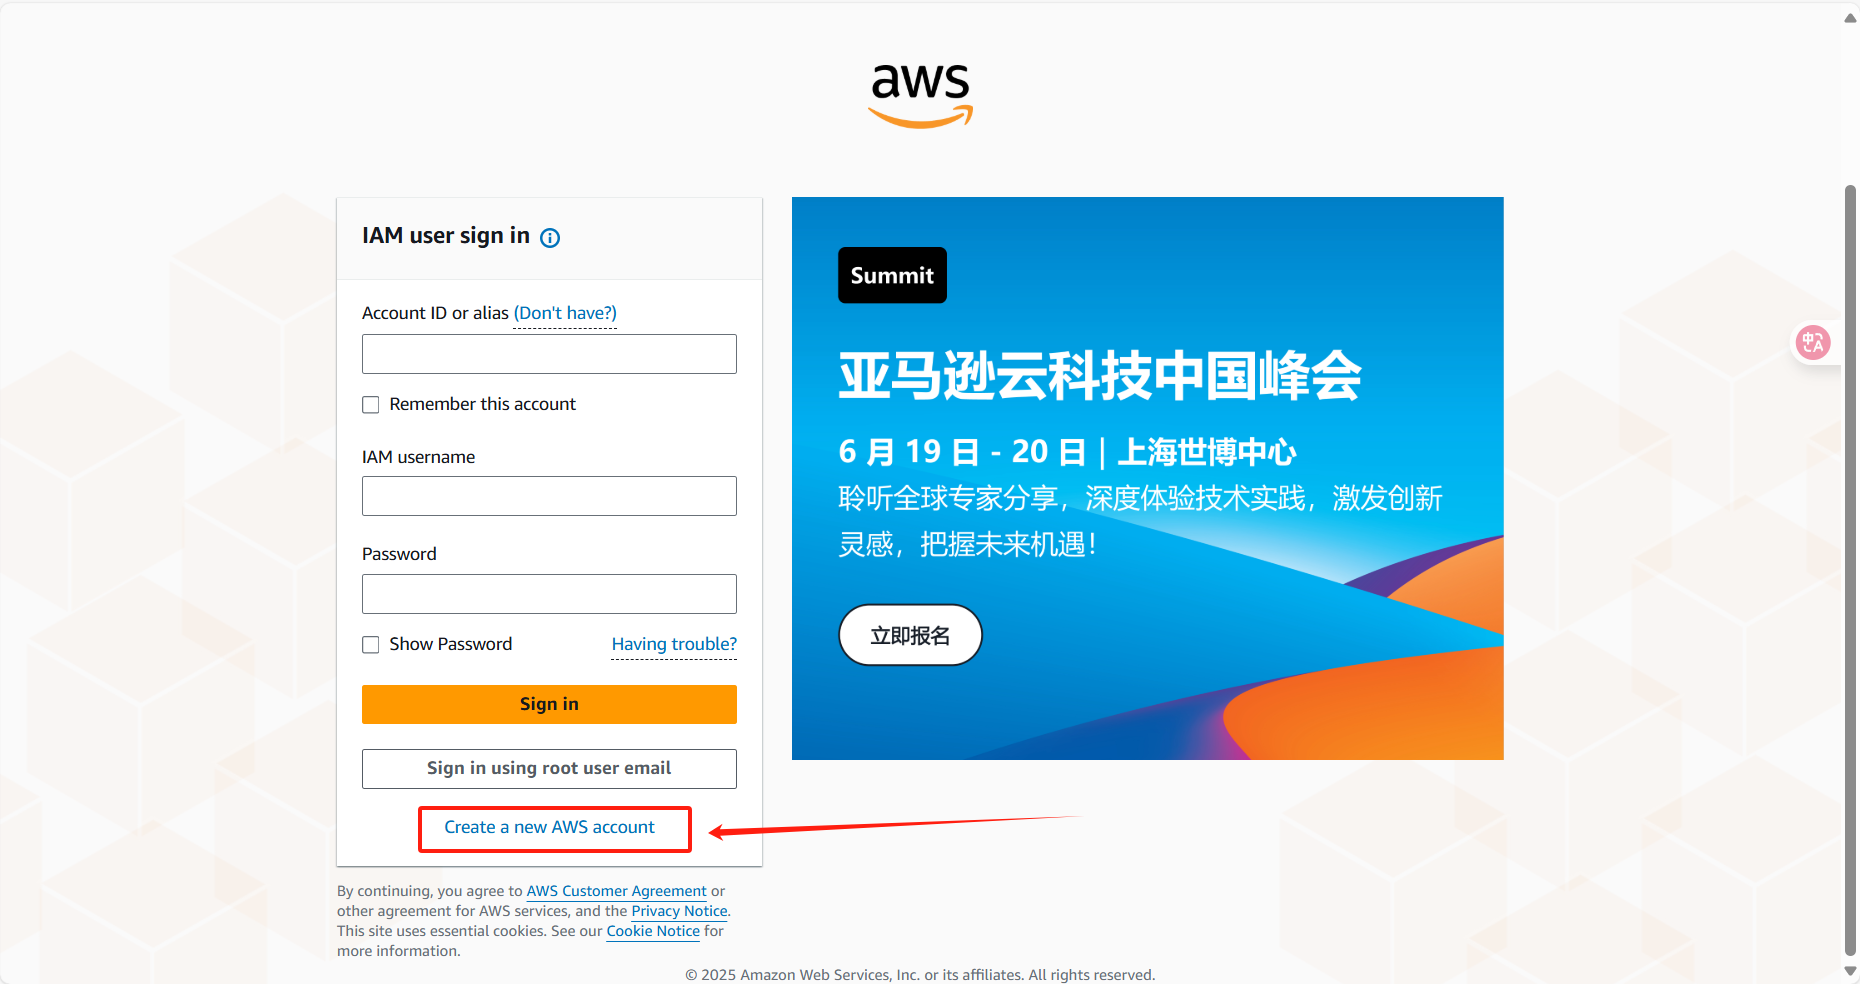 aws
IAM user sign in
Account ID or alias (Don't have?)
Remember this account
IAM username
Password
Show Password
Having trouble?
Sign in
Sign in using root user email
Create a new AWS account
By continuing, you agree to AWS Customer Agreement or
other agreement for AWS services, and the Privacy Notice.
This site uses essential cookies. See our Cookie Notice for
more information.
Summit
亚马逊云科技中国峰会
6 月 19 日 - 20 日 | 上海世博中心
聆听全球专家分享，深度体验技术实践，激发创新
灵感，把握未来机遇！
立即报名
中A
© 2025 Amazon Web Services, Inc. or its affiliates. All rights reserved.